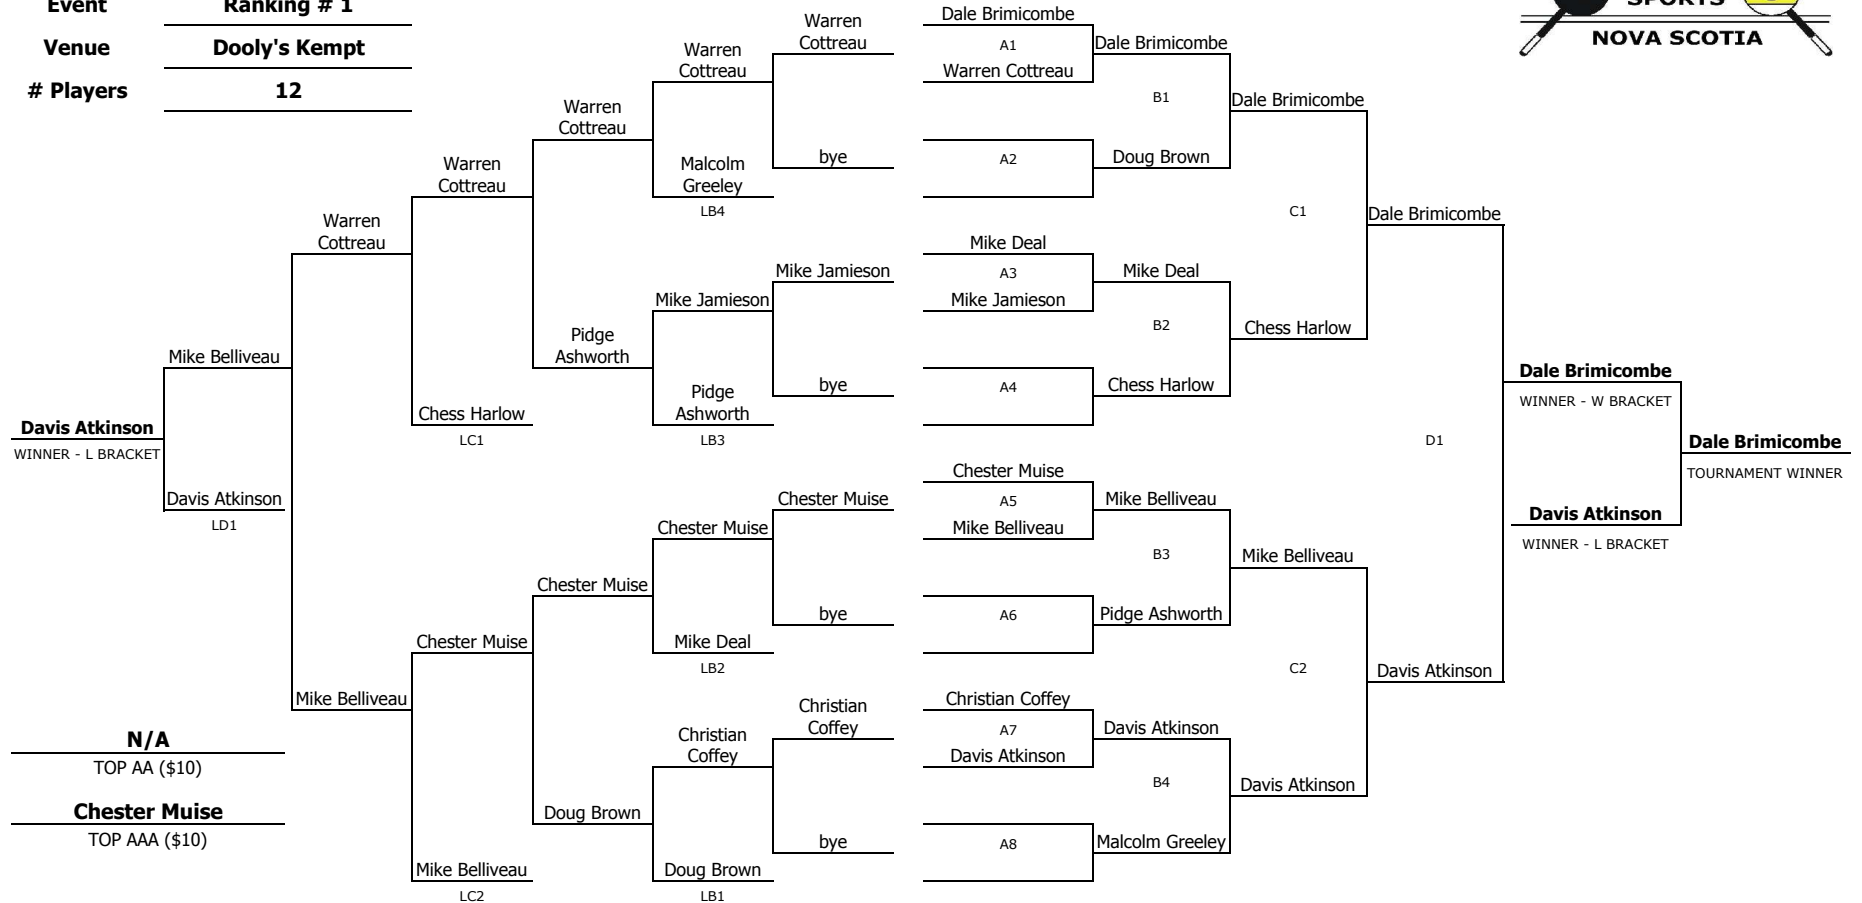 Event
Ranking # 1
Venue
Dooly's Kempt
# Players
12
SPORTS
NOVA SCOTIA
Warren
Cottreau
Dale Brimicombe
A1
Warren Cottreau
Dale Brimicombe
B1
Dale Brimicombe
Warren
Cottreau
Warren
Cottreau
Malcolm
Greeley
LB4
bye
A2
Doug Brown
C1
Dale Brimicombe
Warren
Cottreau
Warren
Cottreau
Mike Deal
A3
Mike Jamieson
Mike Deal
Mike Jamieson
Mike Jamieson
B2
Chess Harlow
Pidge
Ashworth
Pidge
Ashworth
LB3
bye
A4
Chess Harlow
Mike Belliveau
Chess Harlow
LC1
Davis Atkinson
WINNER - L BRACKET
Davis Atkinson
LD1
D1
Dale Brimicombe
WINNER - W BRACKET
Dale Brimicombe
TOURNAMENT WINNER
Davis Atkinson
WINNER - L BRACKET
Chester Muise
A5
Mike Belliveau
Mike Belliveau
Chester Muise
Chester Muise
B3
Mike Belliveau
Chester Muise
bye
A6
Pidge Ashworth
Mike Deal
LB2
Chester Muise
C2
Davis Atkinson
Mike Belliveau
Christian
Coffey
Christian Coffey
A7
Davis Atkinson
Davis Atkinson
Christian
Coffey
B4
Davis Atkinson
Doug Brown
bye
A8
Malcolm Greeley
Mike Belliveau
LC2
Doug Brown
LB1
N/A
TOP AA ($10)
Chester Muise
TOP AAA ($10)